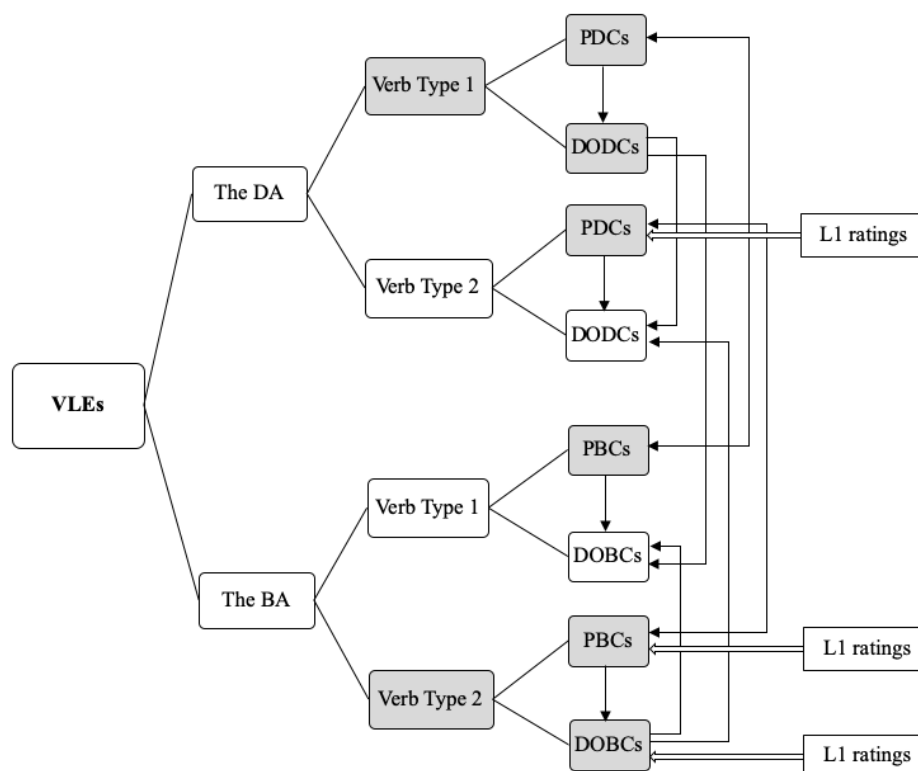 PDCs
Verb Type 1
DODCs
The DA
PDCs
L1 ratings
Verb Type 2
DODCs
VLEs
PBCs
Verb Type 1
DOBCs
The BA
PBCs
L1 ratings
Verb Type 2
DOBCs
L1 ratings